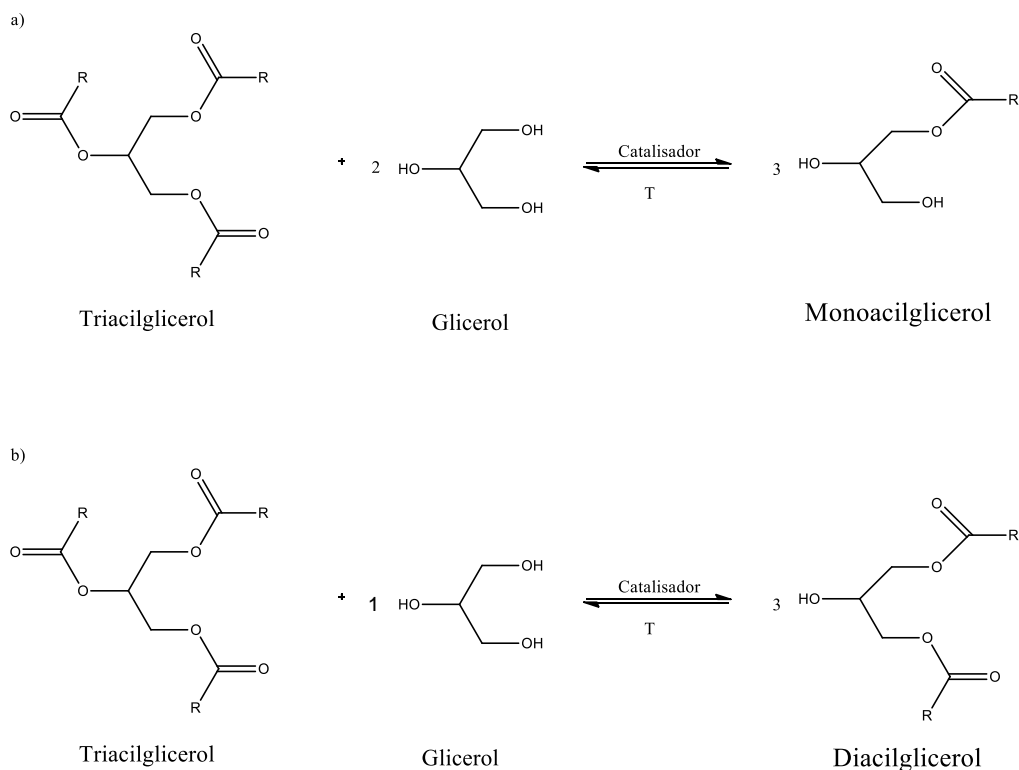 a)
O
R
R
O
O
O
O
O
R
Triacilglicerol
+
2
OH
HO
OH
Glicerol
Catalisador
T
3
O
R
O
HO
OH
Monoacilglicerol
b)
O
R
R
O
O
O
O
O
R
Triacilglicerol
+
1
OH
HO
OH
Glicerol
Catalisador
T
3
O
R
O
HO
O
O
R
Diacilglicerol